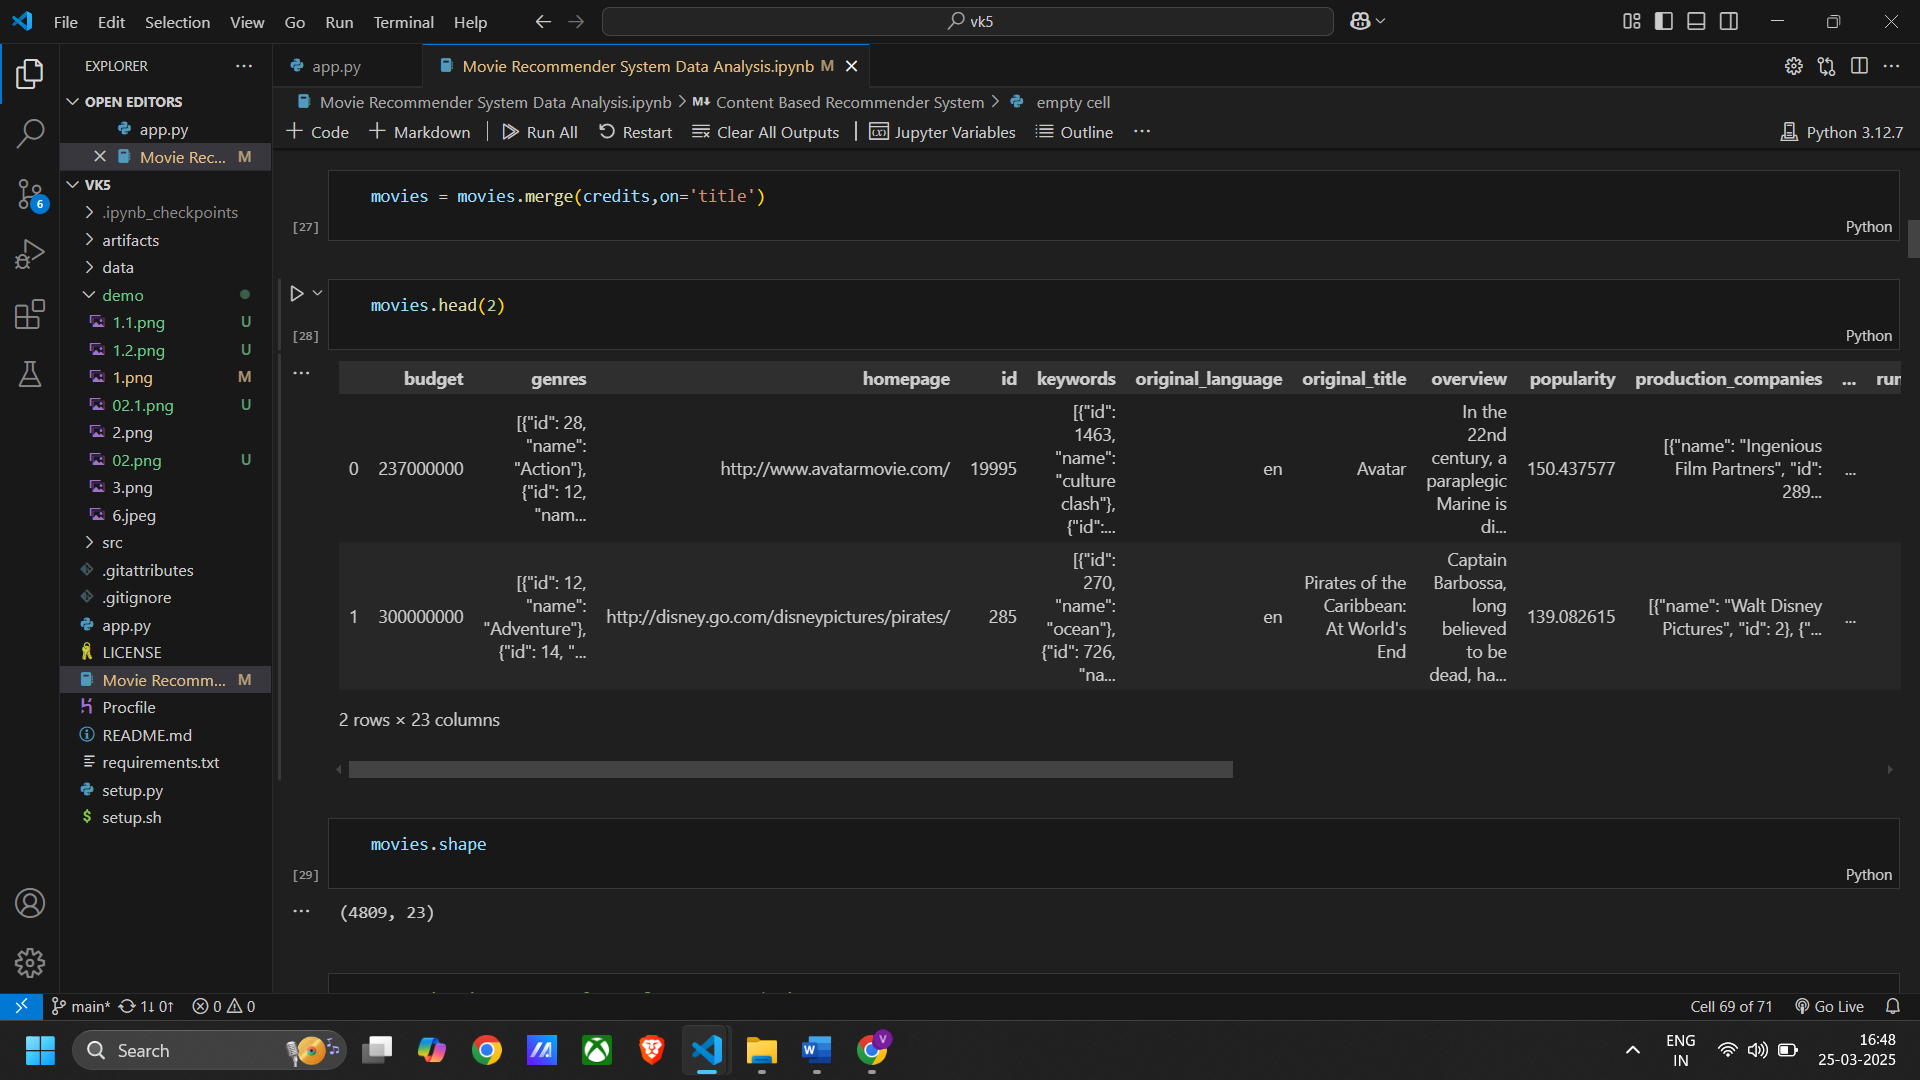 File Edit Selection View Go Run Terminal Help
vk5
EXPLORER
OPEN EDITORS
app.py
Movie Rec... M
VK5
.ipynb_checkpoints
artifacts
data
demo
1.1.png U
1.2.png U
1.png M
02.1.png U
2.png
02.png U
3.png
6.jpeg
src
.gitattributes
.gitignore
app.py
LICENSE
Movie Recomm... M
Procfile
README.md
requirements.txt
setup.py
setup.sh
6
app.py
Movie Recommender System Data Analysis.ipynb M
Movie Recommender System Data Analysis.ipynb > M↓ Content Based Recommender System > empty cell
+ Code + Markdown Run All Restart Clear All Outputs Jupyter Variables Outline ... Python 3.12.7
movies = movies.merge(credits,on='title')
[27] Python
movies.head(2)
[28] Python
budget genres homepage id keywords original_language original_title overview popularity production_companies ... run
0 237000000 [{"id": 28, "name": "Action"}, {"id": 12, "nam... http://www.avatarmovie.com/ 19995 [{"id": 1463, "name": "culture clash"}, {"id":... en Avatar In the 22nd century, a paraplegic Marine is di... 150.437577 [{"name": "Ingenious Film Partners", "id": 289... ...
1 300000000 [{"id": 12, "name": "Adventure"}, {"id": 14, "... http://disney.go.com/disneypictures/pirates/ 285 [{"id": 270, "name": "ocean"}, {"id": 726, "na... en Pirates of the Caribbean: At World's End Captain Barbossa, long believed to be dead, ha... 139.082615 [{"name": "Walt Disney Pictures", "id": 2}, {"... ...
2 rows × 23 columns
movies.shape
[29] Python
(4809, 23)
main* 1↓ 0↑ 0 0
Cell 69 of 71 Go Live
Search
V
ENG
IN
16:48
25-03-2025